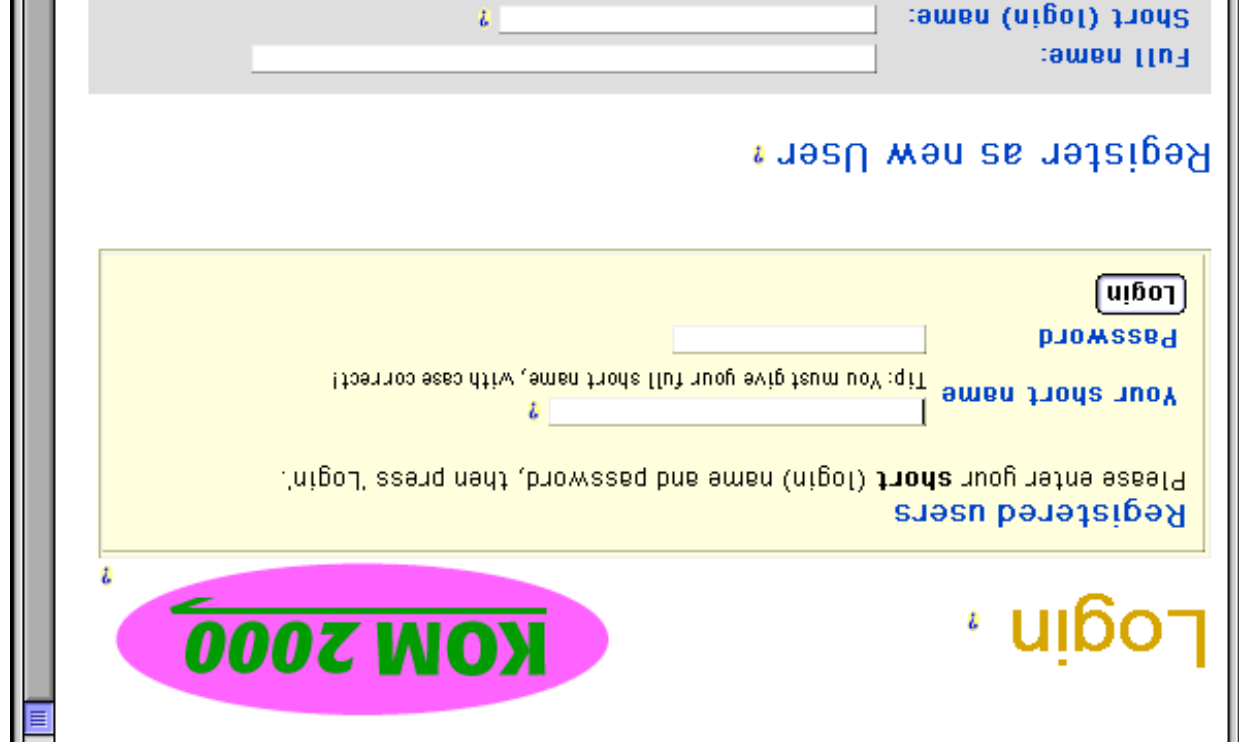 Login ?
KOM 2000
?
Registered users
Please enter your short (login) name and password, then press 'Login'.
Your short name ?
Tip: You must give your full short name, with case correct!
Password
Login
Register as new User ?
Full name:
Short (login) name: ?